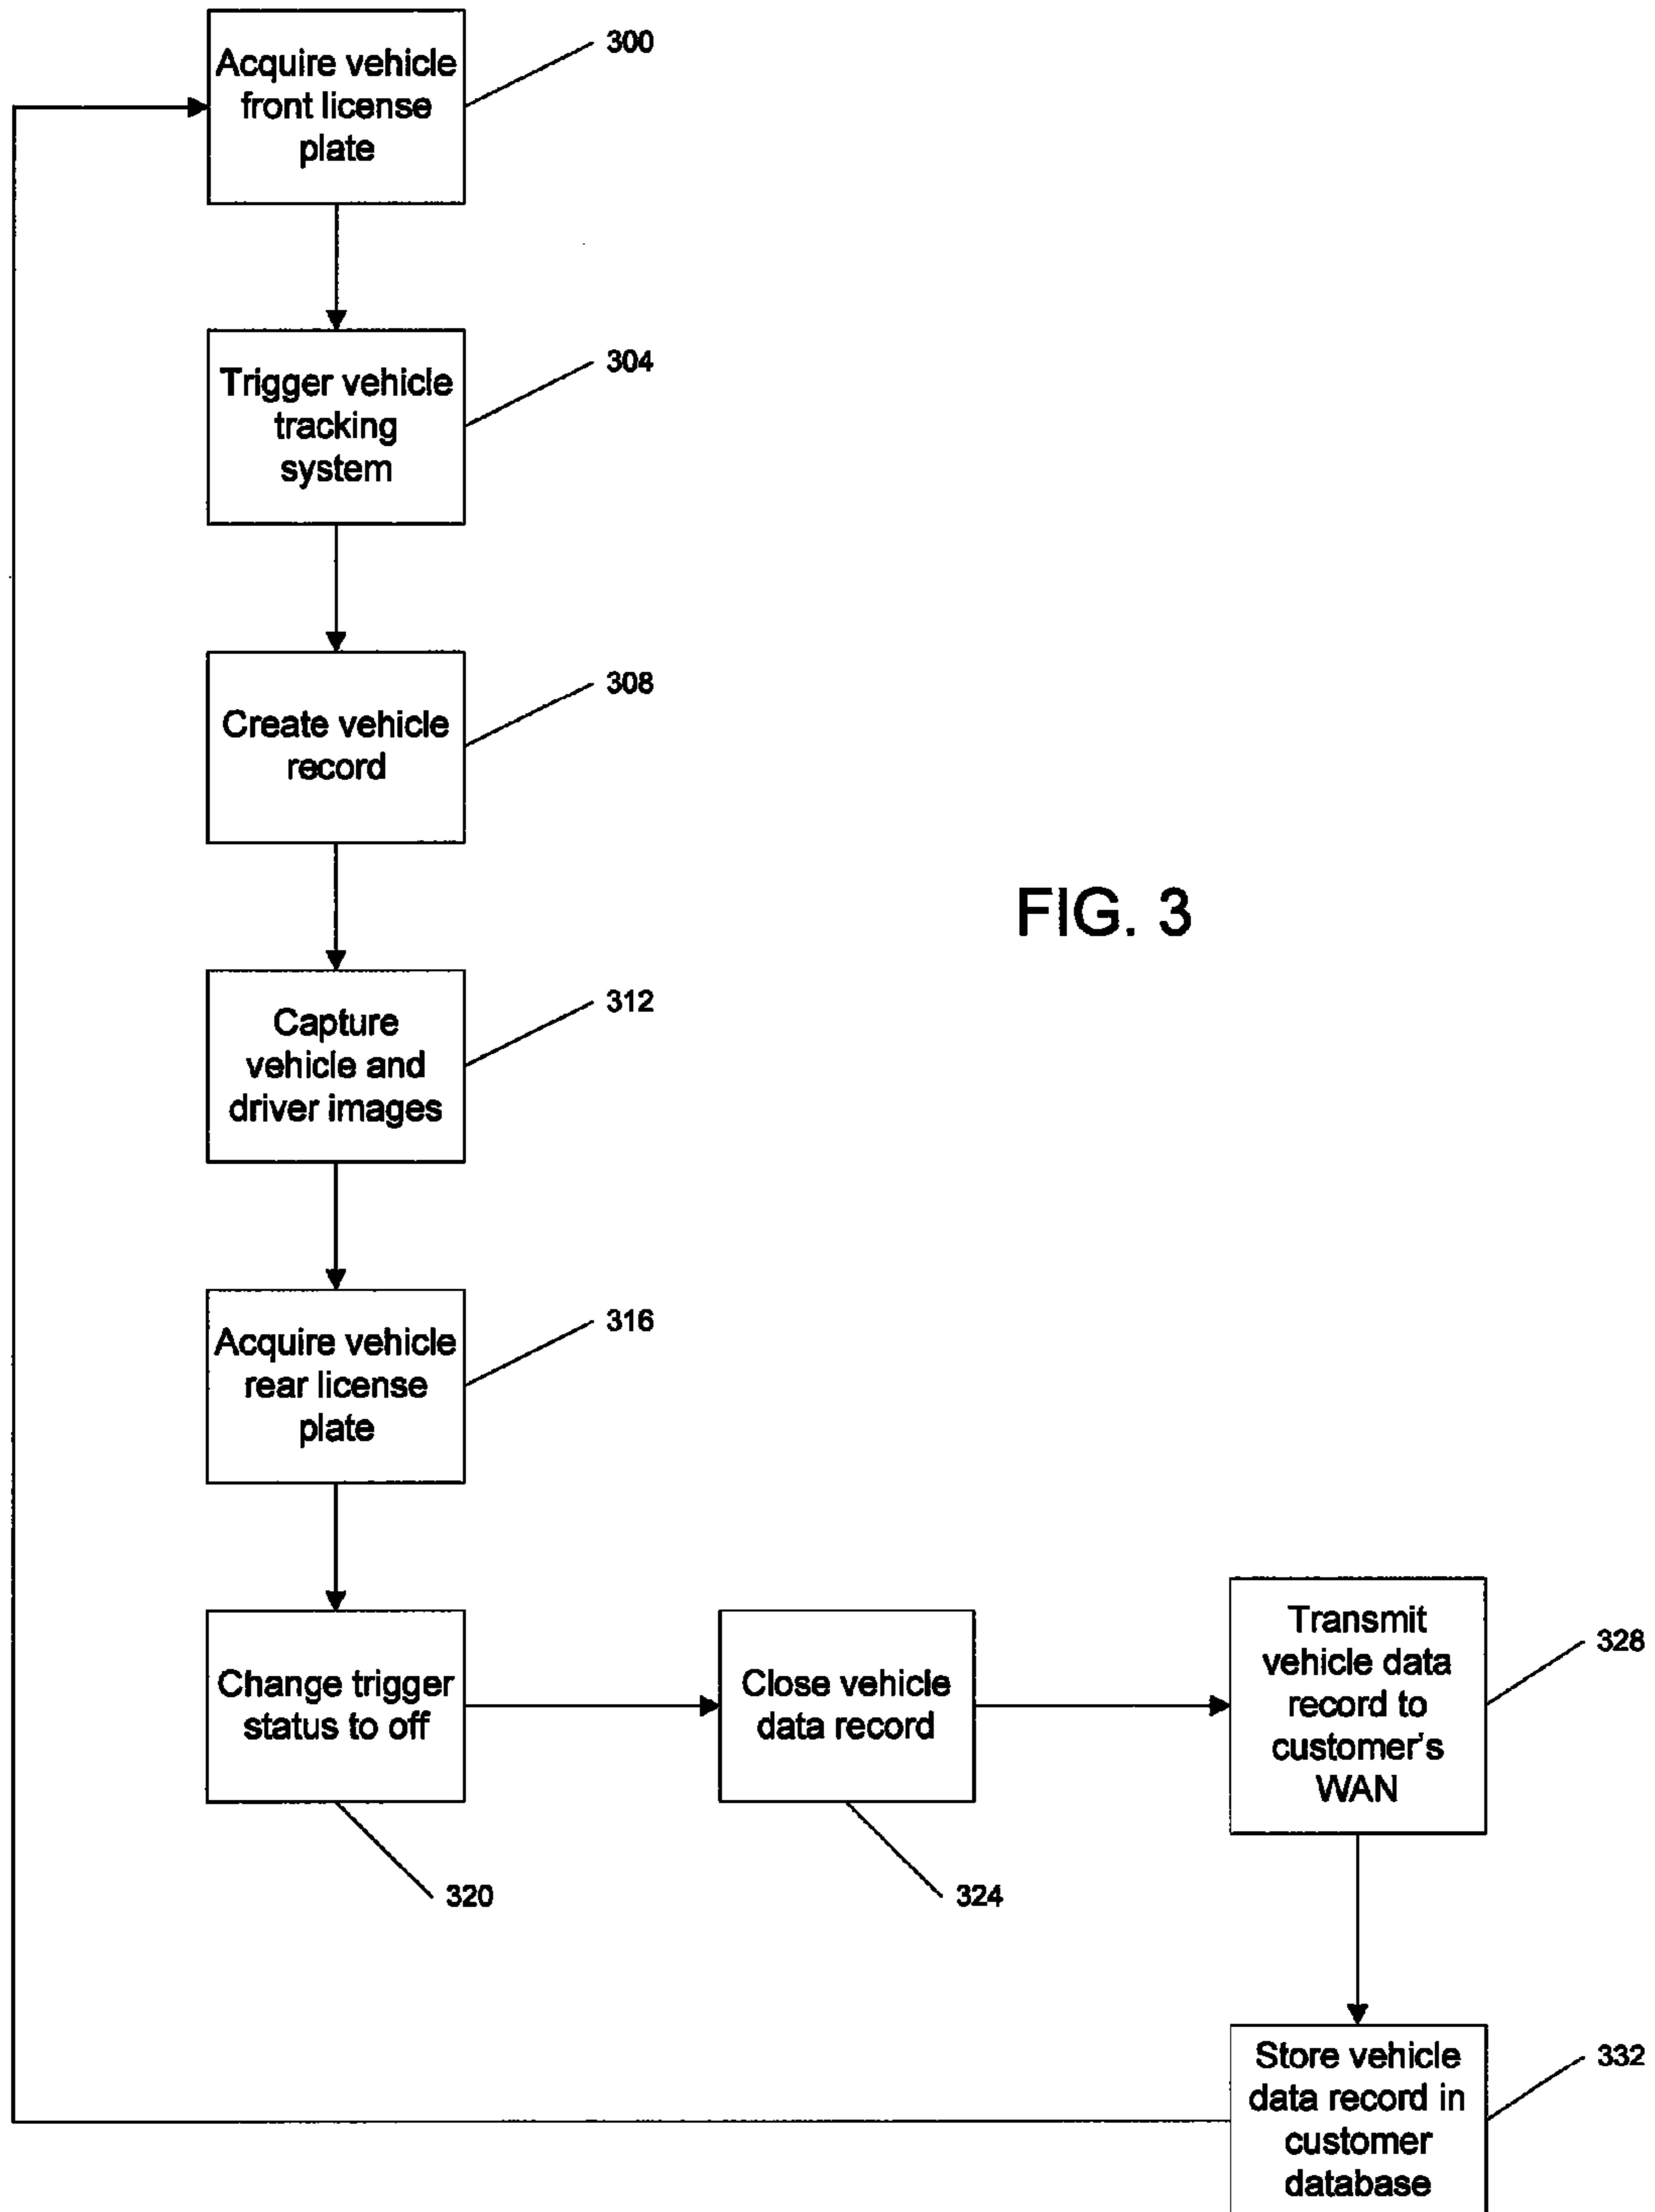 Acquire vehicle
front license
plate
300
Trigger vehicle
tracking
system
304
Create vehicle
record
308
FIG. 3
Capture
vehicle and
driver images
312
Acquire vehicle
rear license
plate
316
Change trigger
status to off
320
Close vehicle
data record
324
Transmit
vehicle data
record to
customer's
WAN
328
Store vehicle
data record in
customer
database
332